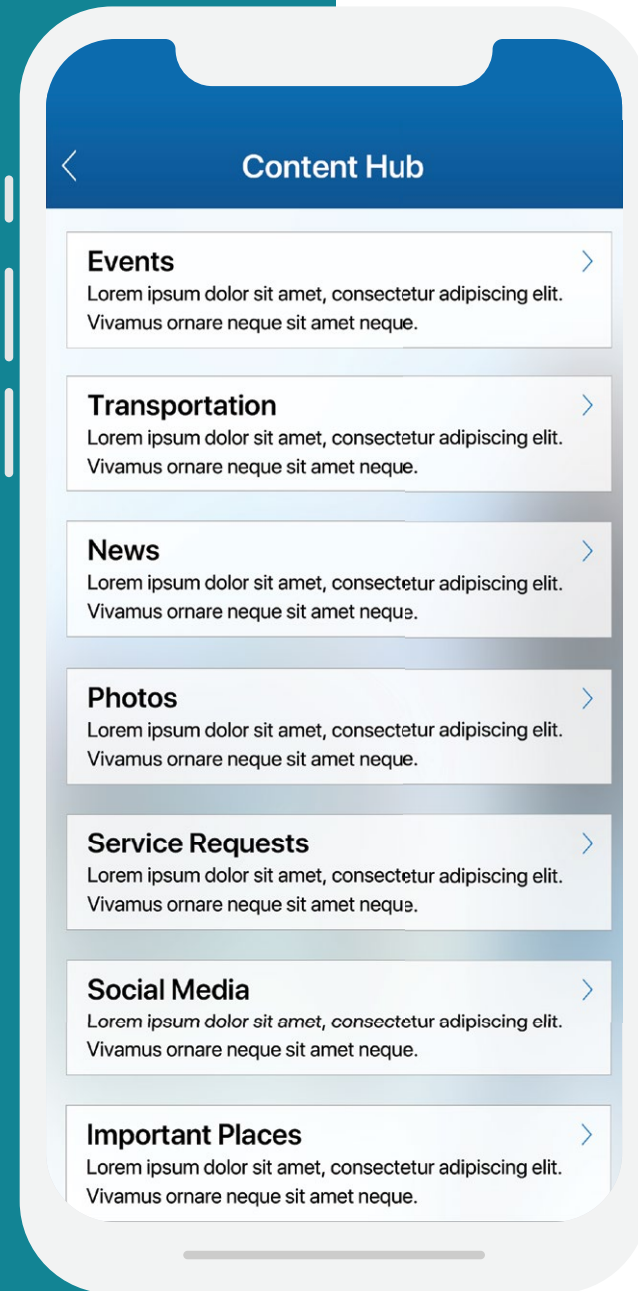 Content Hub
Events
Lorem ipsum dolor sit amet, consectetur adipiscing elit.
Vivamus ornare neque sit amet neque.
Transportation
Lorem ipsum dolor sit amet, consectetur adipiscing elit.
Vivamus ornare neque sit amet neque.
News
Lorem ipsum dolor sit amet, consectetur adipiscing elit.
Vivamus ornare neque sit amet neque.
Photos
Lorem ipsum dolor sit amet, consectetur adipiscing elit.
Vivamus ornare neque sit amet neque.
Service Requests
Lorem ipsum dolor sit amet, consectetur adipiscing elit.
Vivamus ornare neque sit amet neque.
Social Media
Lorem ipsum dolor sit amet, consectetur adipiscing elit.
Vivamus ornare neque sit amet neque.
Important Places
Lorem ipsum dolor sit amet, consectetur adipiscing elit.
Vivamus ornare neque sit amet neque.